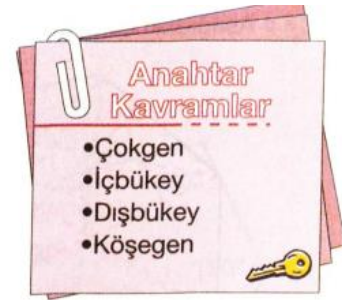 Anahtar
Kavramlar
•Çokgen
•İçbükey
•Dışbükey
•Köşegen